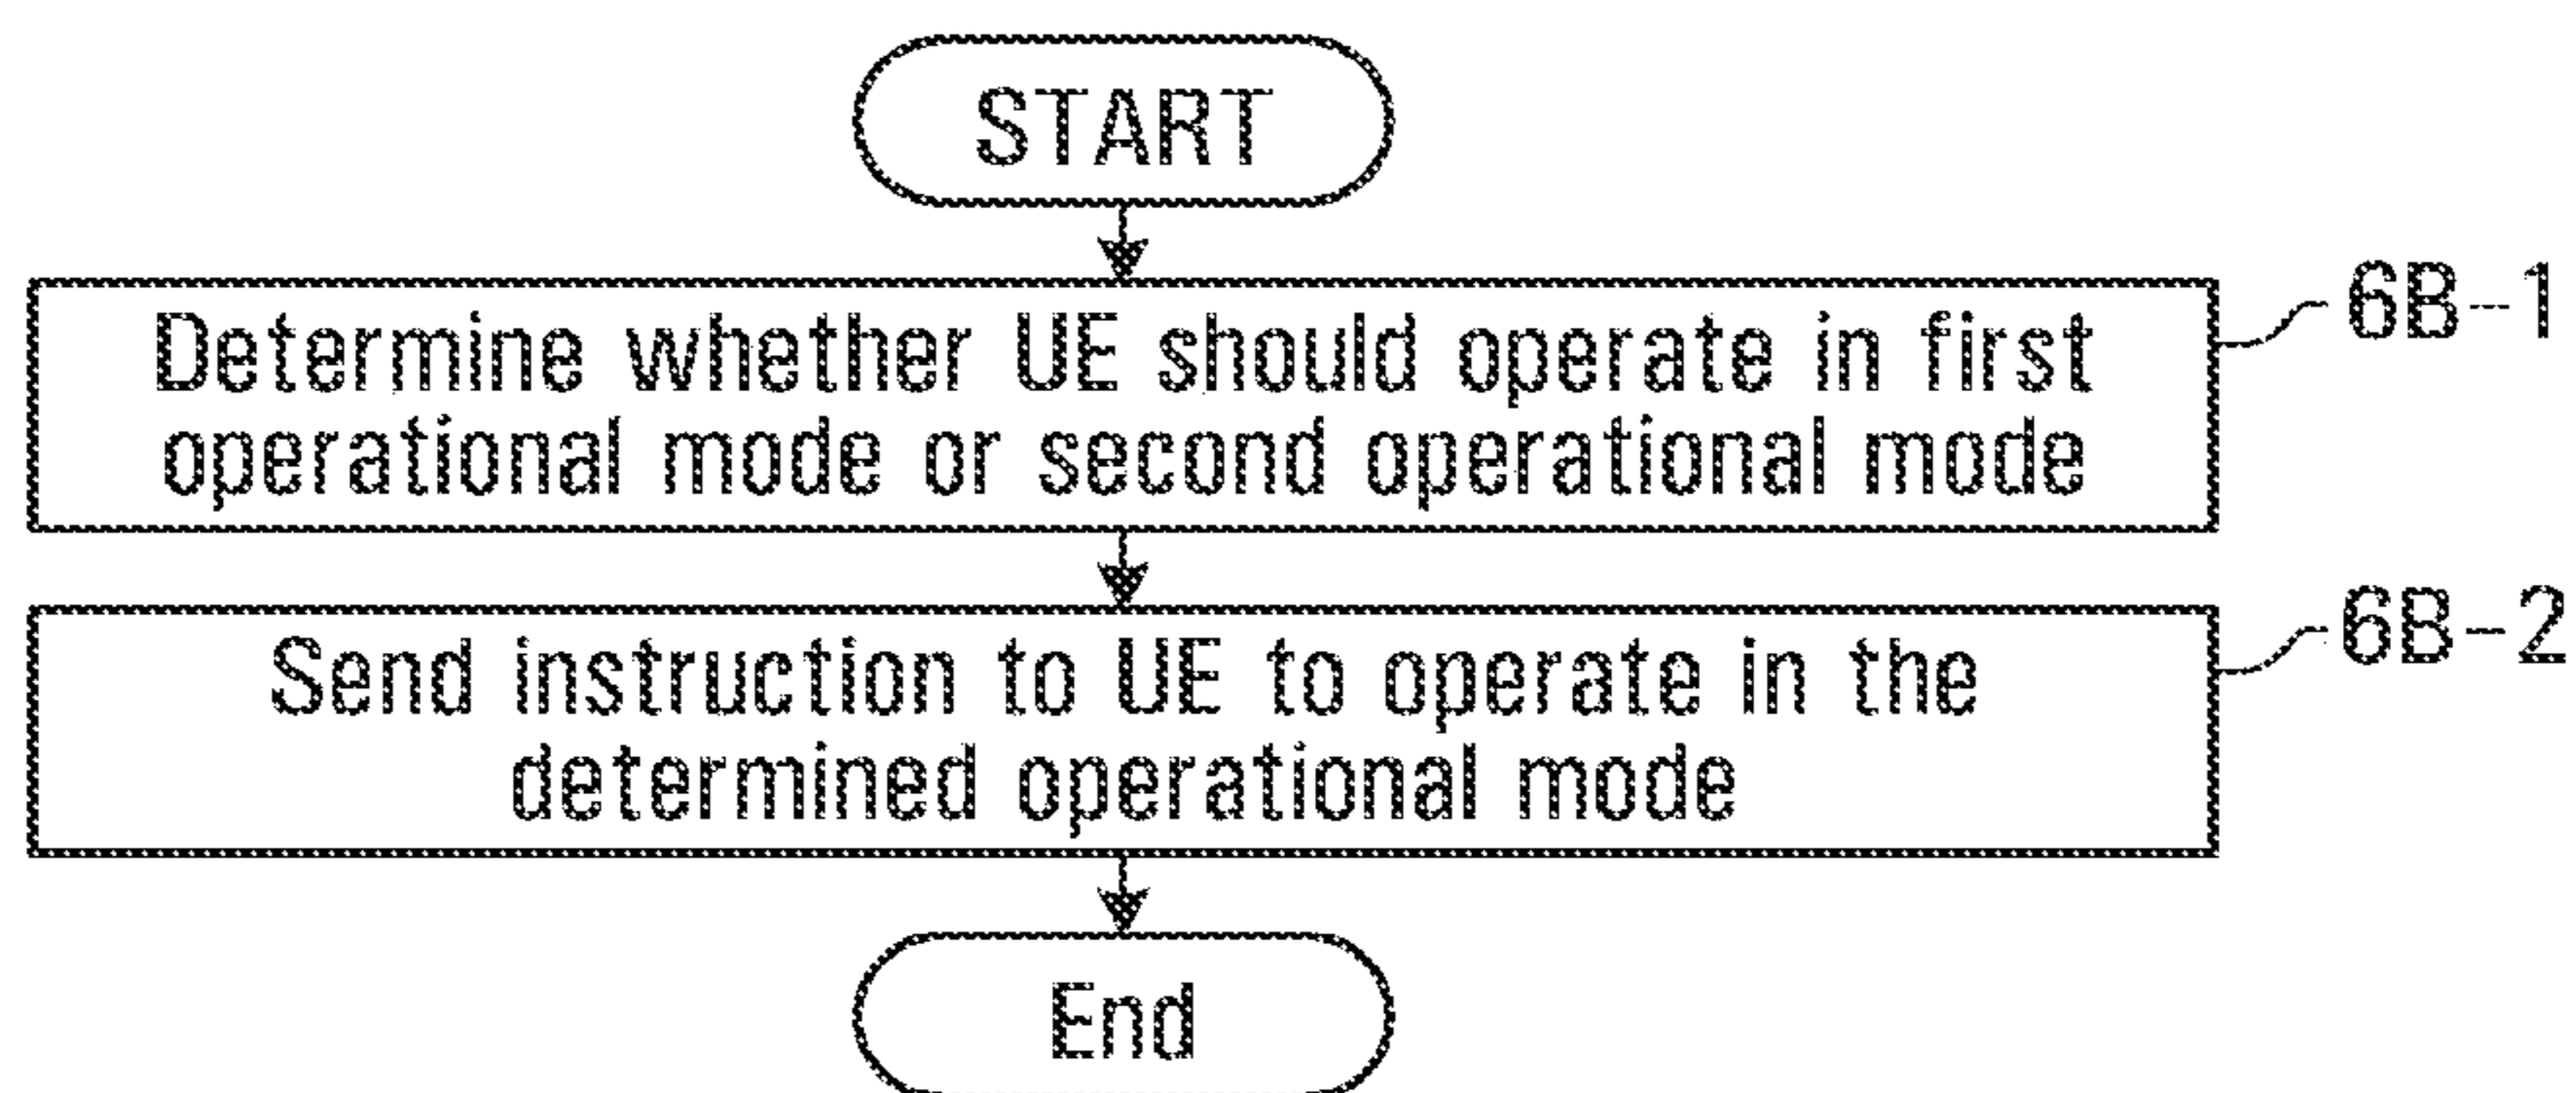 START
Determine whether UE should operate in first
operational mode or second operational mode
6B-1
Send instruction to UE to operate in the
determined operational mode
6B-2
End